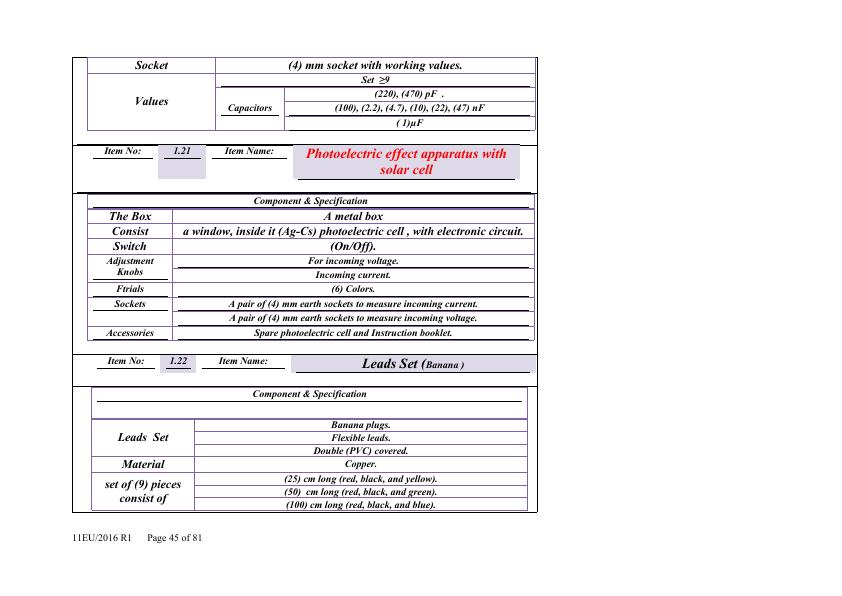 Socket (4) mm socket with working values.
Values Set ≥9
Capacitors (220), (470) pF .
(100), (2.2), (4.7), (10), (22), (47) nF
( 1)µF
Item No: 1.21 Item Name: Photoelectric effect apparatus with
solar cell
Component & Specification
The Box A metal box
Consist a window, inside it (Ag-Cs) photoelectric cell , with electronic circuit.
Switch (On/Off).
Adjustment
Knobs
For incoming voltage.
Incoming current.
Ftrials (6) Colors.
Sockets A pair of (4) mm earth sockets to measure incoming current.
A pair of (4) mm earth sockets to measure incoming voltage.
Accessories Spare photoelectric cell and Instruction booklet.
Item No: 1.22 Item Name: Leads Set (Banana )
Component & Specification
Leads Set
Banana plugs.
Flexible leads.
Double (PVC) covered.
Material Copper.
set of (9) pieces
consist of
(25) cm long (red, black, and yellow).
(50) cm long (red, black, and green).
(100) cm long (red, black, and blue).
11EU/2016 R1 Page 45 of 81